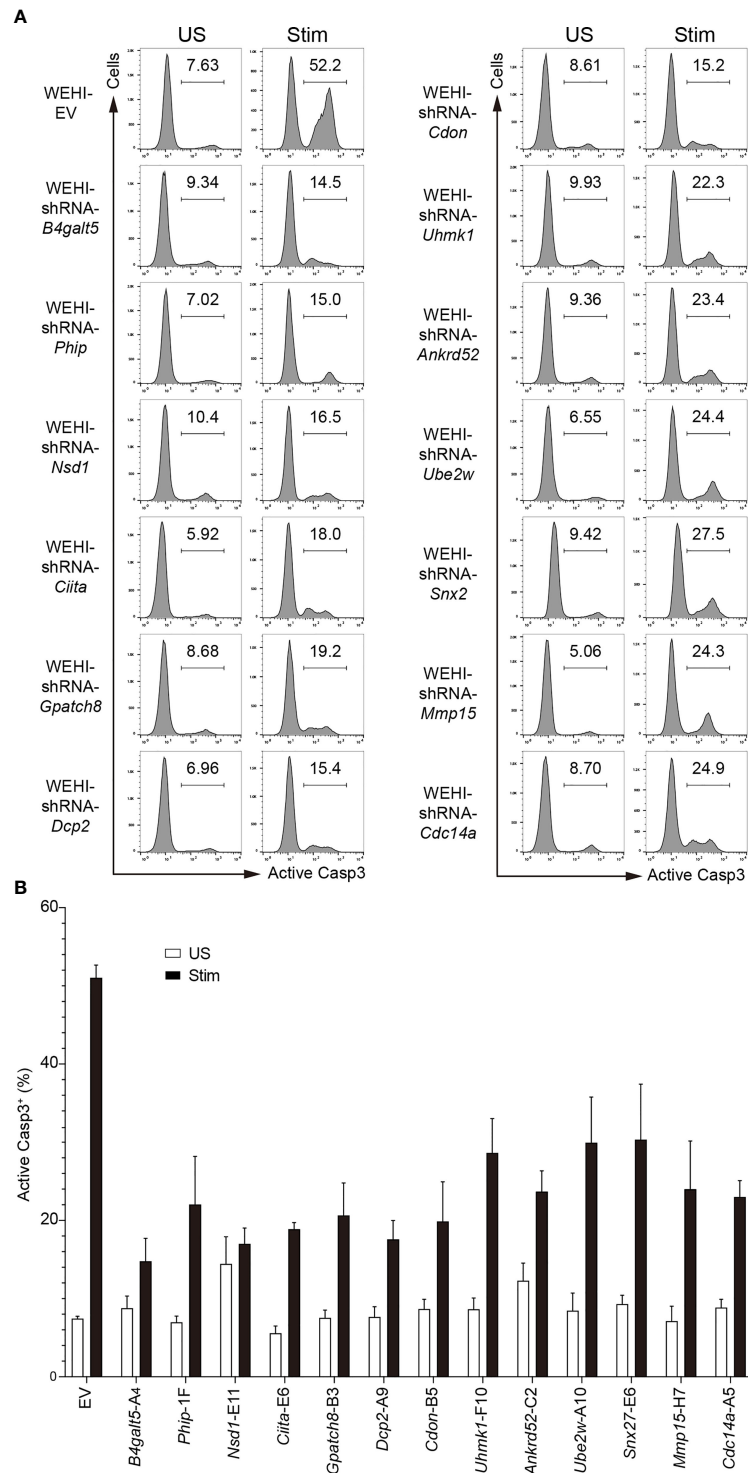 A
US
Stim
US
Stim
Cells
Cells
WEHI-
EV
7.63
52.2
WEHI-
shRNA-
Cdon
8.61
15.2
WEHI-
shRNA-
B4galt5
9.34
14.5
WEHI-
shRNA-
Uhmk1
9.93
22.3
WEHI-
shRNA-
Phip
7.02
15.0
WEHI-
shRNA-
Ankrd52
9.36
23.4
WEHI-
shRNA-
Nsd1
10.4
16.5
WEHI-
shRNA-
Ube2w
6.55
24.4
WEHI-
shRNA-
Ciita
5.92
18.0
WEHI-
shRNA-
Snx2
9.42
27.5
WEHI-
shRNA-
Gpatch8
8.68
19.2
WEHI-
shRNA-
Mmp15
5.06
24.3
WEHI-
shRNA-
Dcp2
6.96
15.4
WEHI-
shRNA-
Cdc14a
8.70
24.9
Active Casp3
Active Casp3
B
60
40
20
0
Active Casp3+ (%)
US
Stim
EV
B4galt5-A4
Phip-1F
Nsd1-E11
Ciita-E6
Gpatch8-B3
Dcp2-A9
Cdon-B5
Uhmk1-F10
Ankrd52-C2
Ube2w-A10
Snx27-E6
Mmp15-H7
Cdc14a-A5